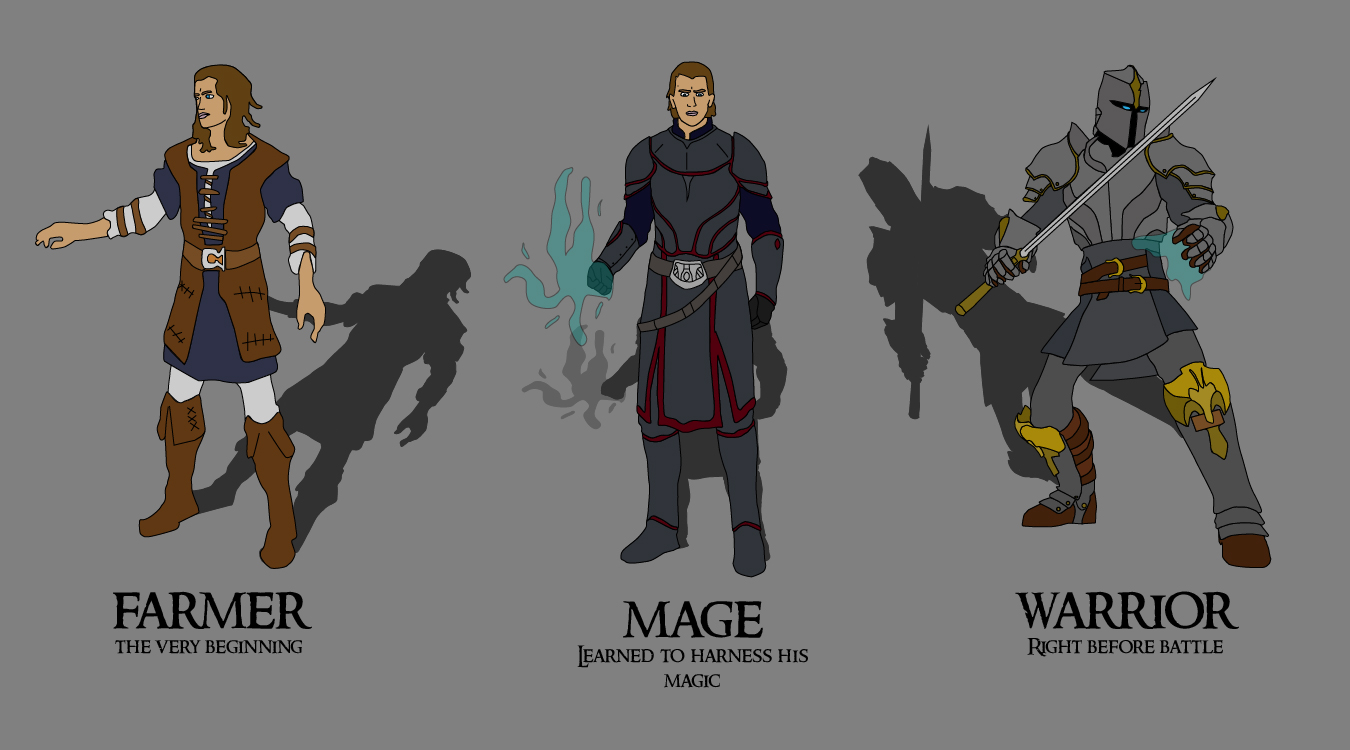 FARMER
THE VERY BEGINNING
MAGE
LEARNED TO HARNESS HIS
MAGIC
WARRIOR
RIGHT BEFORE BATTLE